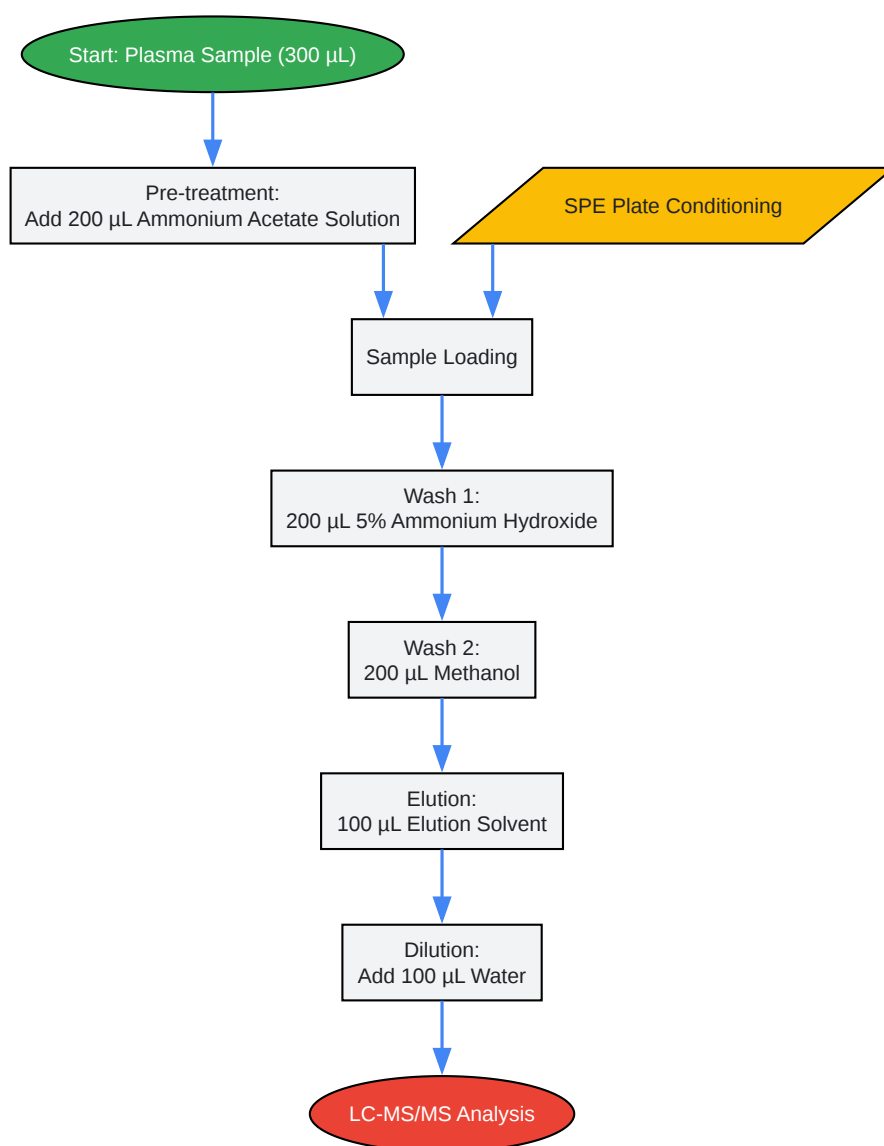 Start: Plasma Sample (300 µL)
Pre-treatment:
Add 200 µL Ammonium Acetate Solution
SPE Plate Conditioning
Sample Loading
Wash 1:
200 µL 5% Ammonium Hydroxide
Wash 2:
200 µL Methanol
Elution:
100 µL Elution Solvent
Dilution:
Add 100 µL Water
LC-MS/MS Analysis